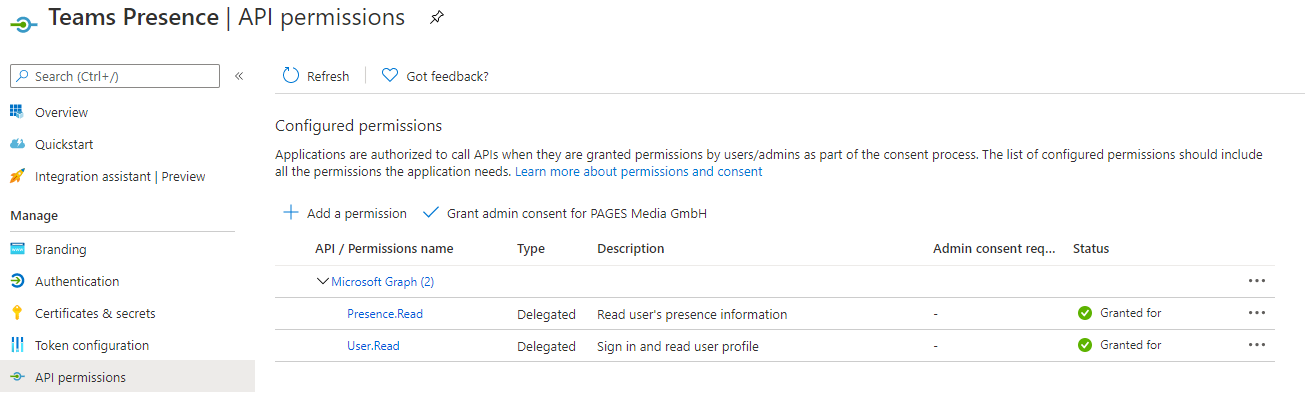 Teams Presence | API permissions
Search (Ctrl+/)
«
Overview
Quickstart
Integration assistant | Preview
Manage
Branding
Authentication
Certificates & secrets
Token configuration
API permissions
Refresh
Got feedback?
Configured permissions
Applications are authorized to call APIs when they are granted permissions by users/admins as part of the consent process. The list of configured permissions should include
all the permissions the application needs. Learn more about permissions and consent
Add a permission
Grant admin consent for PAGES Media GmbH
API / Permissions name Type Description Admin consent req... Status
Microsoft Graph (2) ...
Presence.Read Delegated Read user's presence information - Granted for ...
User.Read Delegated Sign in and read user profile - Granted for ...